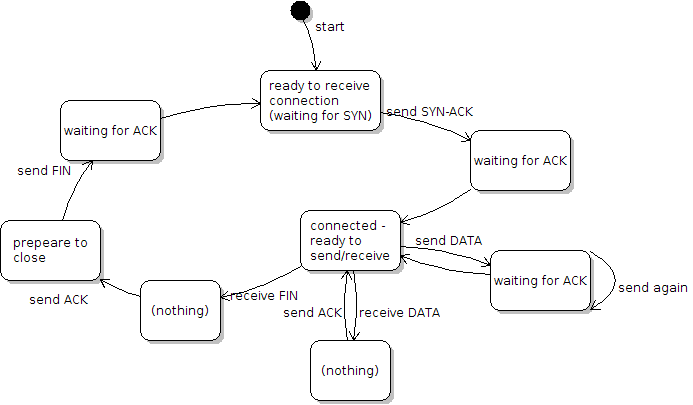 start
ready to receive
connection
(waiting for SYN)
send SYN-ACK
waiting for ACK
waiting for ACK
send FIN
prepeare to
close
connected -
ready to
send/receive
send DATA
waiting for ACK
send again
send ACK
(nothing)
receive FIN
send ACK
receive DATA
(nothing)